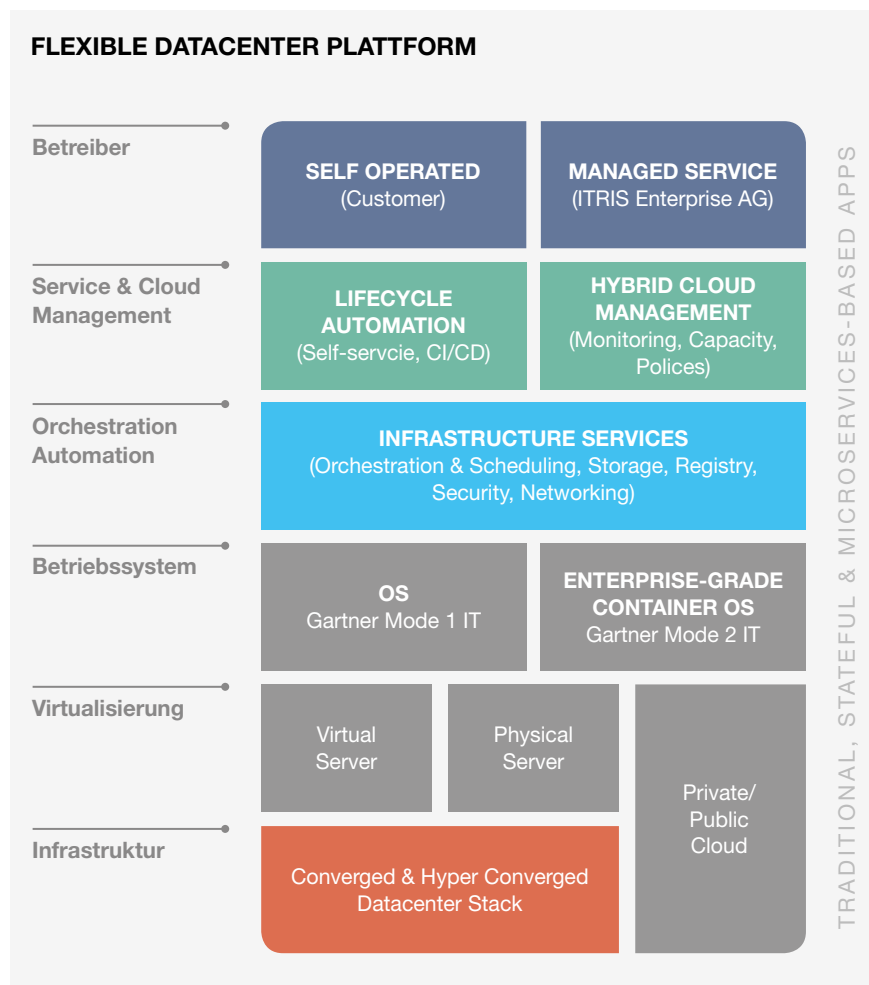 FLEXIBLE DATACENTER PLATTFORM
Betreiber
SELF OPERATED
(Customer)
MANAGED SERVICE
(ITRIS Enterprise AG)
Service & Cloud
Management
LIFECYCLE
AUTOMATION
(Self-servcie, CI/CD)
HYBRID CLOUD
MANAGEMENT
(Monitoring, Capacity,
Polices)
Orchestration
Automation
INFRASTRUCTURE SERVICES
(Orchestration & Scheduling, Storage, Registry,
Security, Networking)
Betriebssystem
OS
Gartner Mode 1 IT
ENTERPRISE-GRADE
CONTAINER OS
Gartner Mode 2 IT
Virtualisierung
Virtual
Server
Physical
Server
Private/
Public
Cloud
Infrastruktur
Converged & Hyper Converged
Datacenter Stack
TRADITIONAL, STATEFUL & MICROSERVICES-BASED APPS